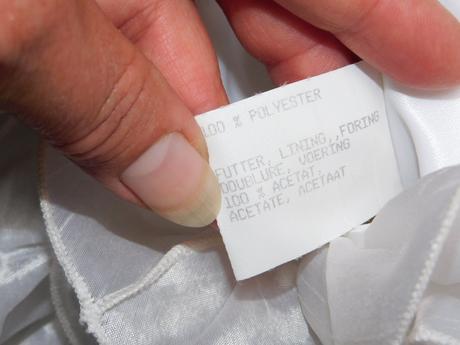 100 % POLYESTER
FUTTER, LINING, FORING
DOUBLURE, VOERING
100 % ACETAT,
ACETATE, ACETAAT